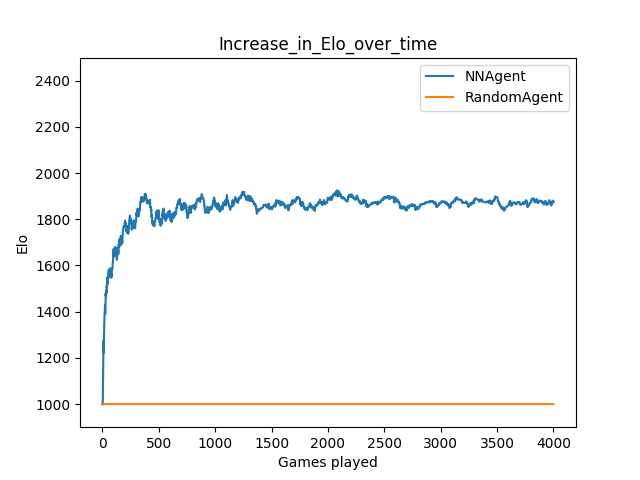 Increase_in_Elo_over_time
NNAgent
RandomAgent
Elo
2400
2200
2000
1800
1600
1400
1200
1000
0 500 1000 1500 2000 2500 3000 3500 4000
Games played